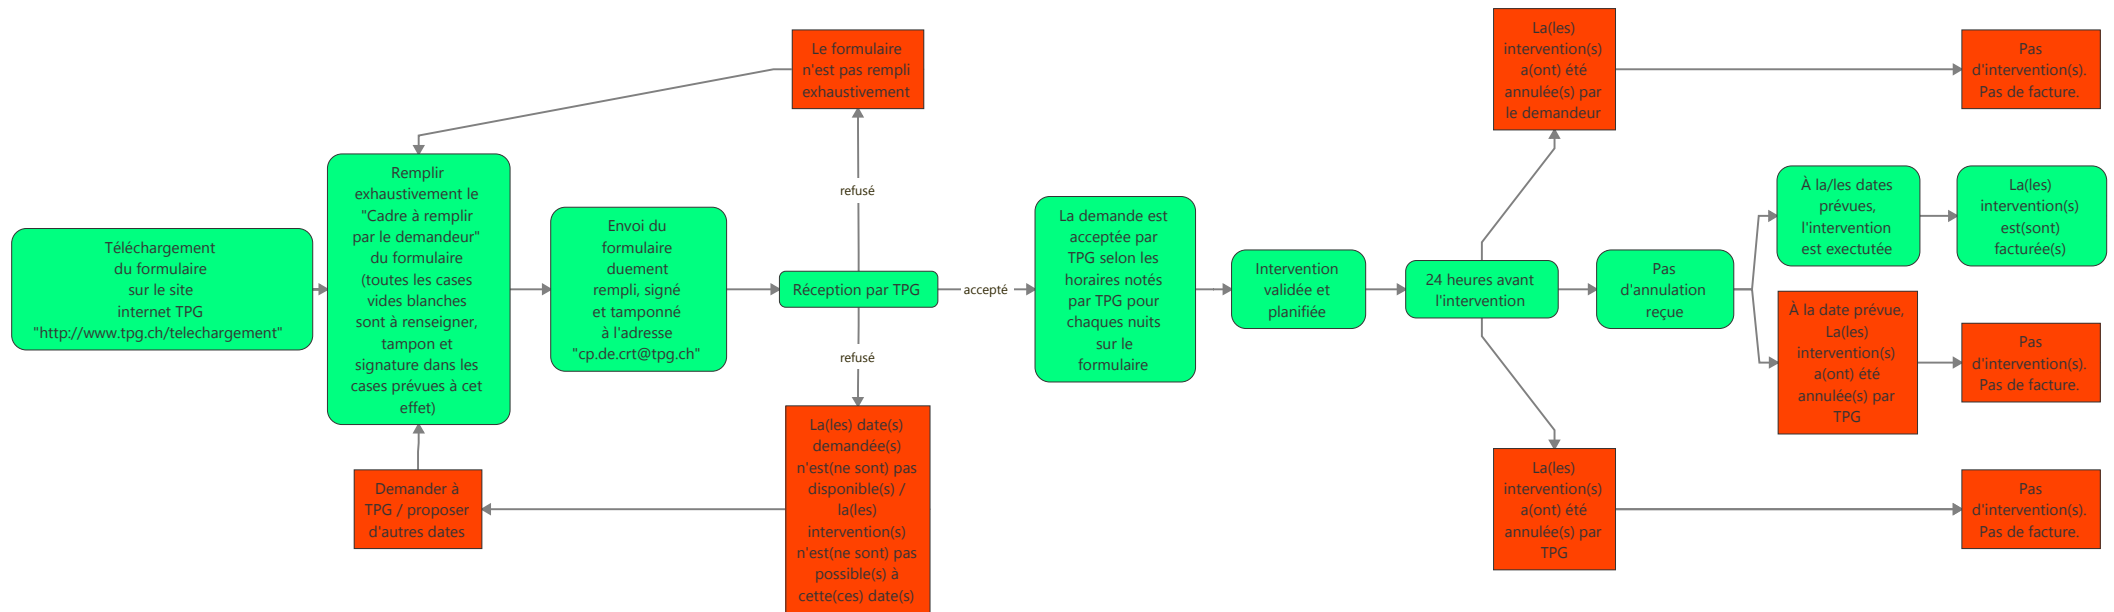 Téléchargement
du formulaire
sur le site
internet TPG
"http://www.tpg.ch/telechargement"
Remplir
exhaustivement le
"Cadre à remplir
par le demandeur"
du formulaire
(toutes les cases
vides blanches
sont à renseigner,
tampon et
signature dans les
cases prévues à cet
effet)
Le formulaire
n'est pas rempli
exhaustivement
Demander à
TPG / proposer
d'autres dates
Envoi du
formulaire
duement
rempli, signé
et tamponné
à l'adresse
"cp.de.crt@tpg.ch"
refusé
Réception par TPG
accepté
refusé
La(les) date(s)
demandée(s)
n'est(ne sont) pas
disponible(s) /
la(les)
intervention(s)
n'est(ne sont) pas
possible(s) à
cette(ces) date(s)
La demande est
acceptée par
TPG selon les
horaires notés
par TPG pour
chaques nuits
sur le
formulaire
Intervention
validée et
planifiée
24 heures avant
l'intervention
La(les)
intervention(s)
a(ont) été
annulée(s) par
le demandeur
Pas
d'intervention(s).
Pas de facture.
Pas
d'annulation
reçue
À la/les dates
prévues,
l'intervention
est exectutée
La(les)
intervention(s)
est(sont)
facturée(s)
À la date prévue,
La(les)
intervention(s)
a(ont) été
annulée(s) par
TPG
Pas
d'intervention(s).
Pas de facture.
La(les)
intervention(s)
a(ont) été
annulée(s) par
TPG
Pas
d'intervention(s).
Pas de facture.